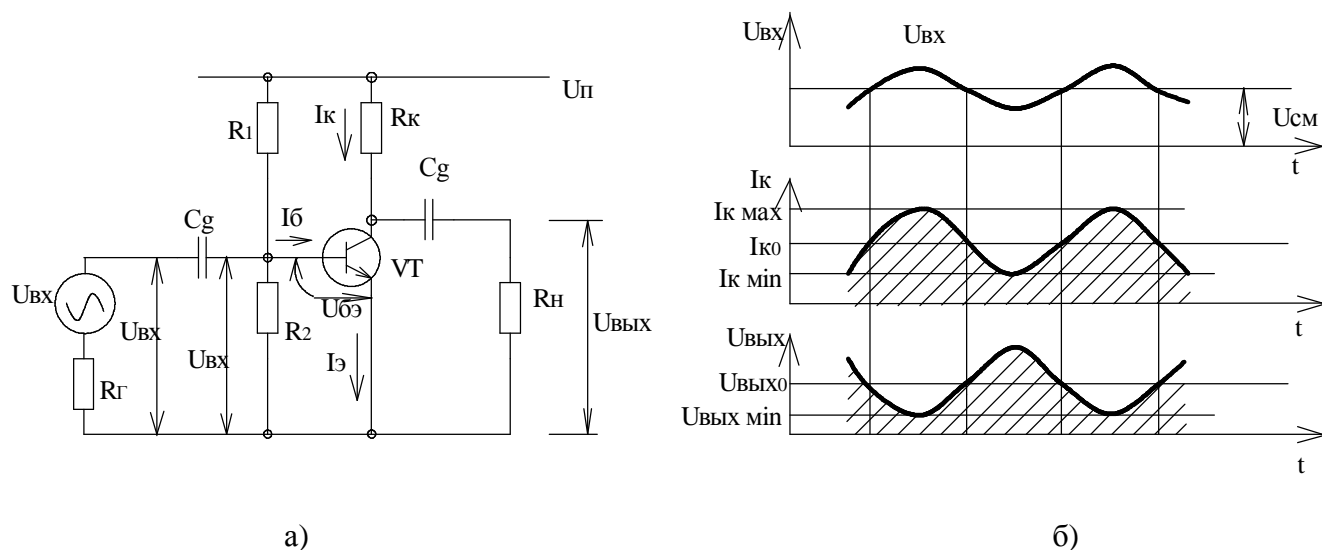 Uп
Iк
Rк
R1
Cg
Cg
Iб
VT
Uвх
Uбэ
Rн
Uвх
R2
Uвых
Uвх
Iэ
Rг
а)
Uвх
Uвх
Uсм
t
Iк
Iк мах
Iк0
Iк min
t
Uвых
Uвых0
Uвых min
t
б)